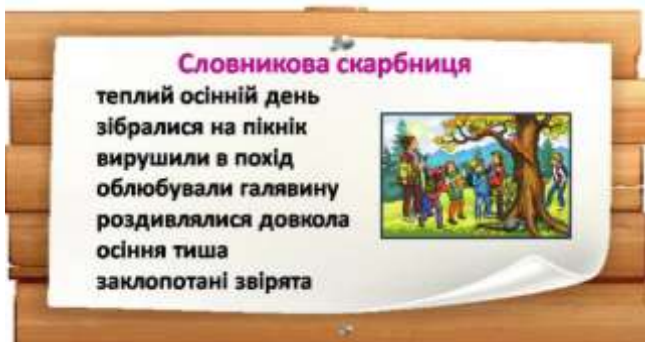 Словникова скарбниця
теплий осінній день
зібралися на пікнік
вирушили в похід
облюбували галявину
роздивлялися довкола
осіння тиша
заклопотані звірята